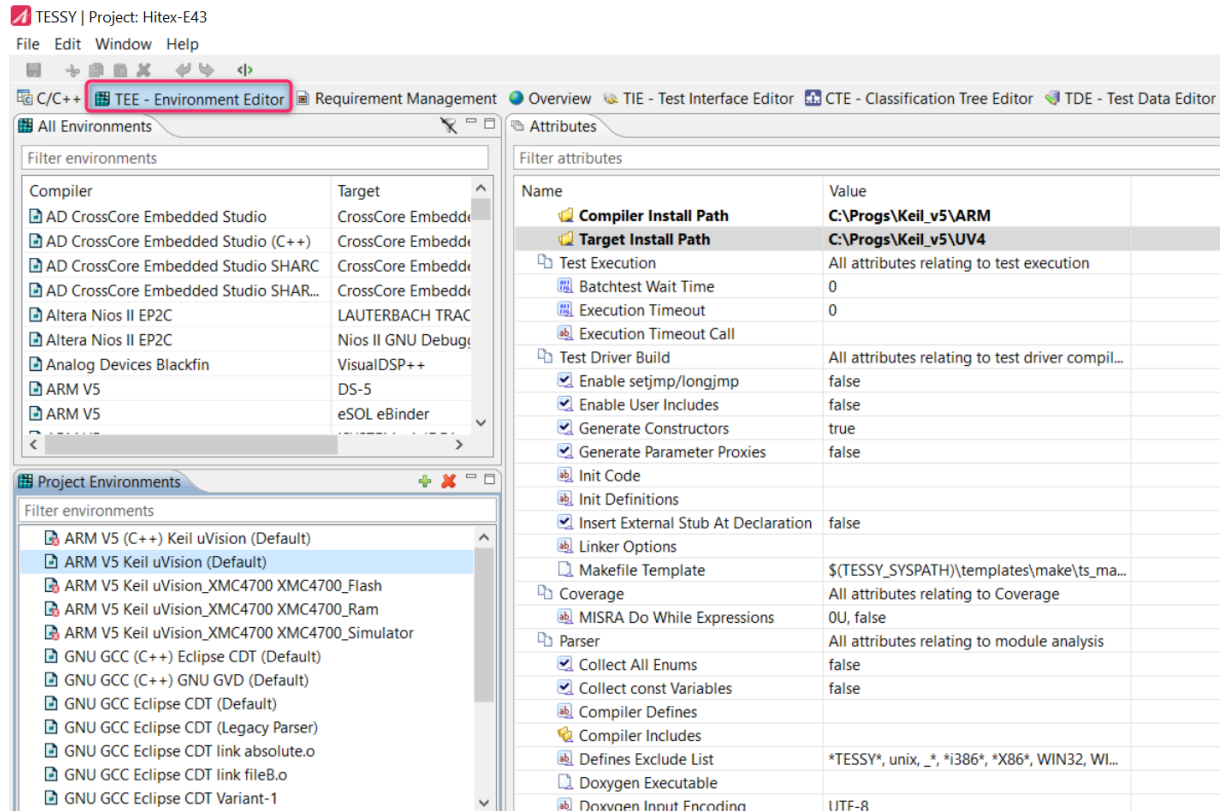 TESSY | Project: Hitex-E43
File Edit Window Help
C/C++ TEE - Environment Editor Requirement Management Overview TIE - Test Interface Editor CTE - Classification Tree Editor TDE - Test Data Editor
All Environments
Filter environments
Compiler Target
AD CrossCore Embedded Studio CrossCore Embedde
AD CrossCore Embedded Studio (C++) CrossCore Embedde
AD CrossCore Embedded Studio SHARC CrossCore Embedde
AD CrossCore Embedded Studio SHAR... CrossCore Embedde
Altera Nios II EP2C LAUTERBACH TRAC
Altera Nios II EP2C Nios II GNU Debugg
Analog Devices Blackfin VisualDSP++
ARM V5 DS-5
ARM V5 eSOL eBinder
Project Environments
Filter environments
ARM V5 (C++) Keil uVision (Default)
ARM V5 Keil uVision (Default)
ARM V5 Keil uVision_XMC4700 XMC4700_Flash
ARM V5 Keil uVision_XMC4700 XMC4700_Ram
ARM V5 Keil uVision_XMC4700 XMC4700_Simulator
GNU GCC (C++) Eclipse CDT (Default)
GNU GCC (C++) GNU GVD (Default)
GNU GCC Eclipse CDT (Default)
GNU GCC Eclipse CDT (Legacy Parser)
GNU GCC Eclipse CDT link absolute.o
GNU GCC Eclipse CDT link fileB.o
GNU GCC Eclipse CDT Variant-1
Attributes
Filter attributes
Name Value
Compiler Install Path C:\Progs\Keil_v5\ARM
Target Install Path C:\Progs\Keil_v5\UV4
Test Execution All attributes relating to test execution
Batchtest Wait Time 0
Execution Timeout 0
Execution Timeout Call
Test Driver Build All attributes relating to test driver compil...
Enable setjmp/longjmp false
Enable User Includes false
Generate Constructors true
Generate Parameter Proxies false
Init Code
Init Definitions
Insert External Stub At Declaration false
Linker Options
Makefile Template $(TESSY_SYSPATH)\templates\make\ts_ma...
Coverage All attributes relating to Coverage
MISRA Do While Expressions 0U, false
Parser All attributes relating to module analysis
Collect All Enums false
Collect const Variables false
Compiler Defines
Compiler Includes
Defines Exclude List *TESSY*, unix, _*, *i386*, *X86*, WIN32, WI...
Doxygen Executable
Doxygen Input Encoding UTF-8